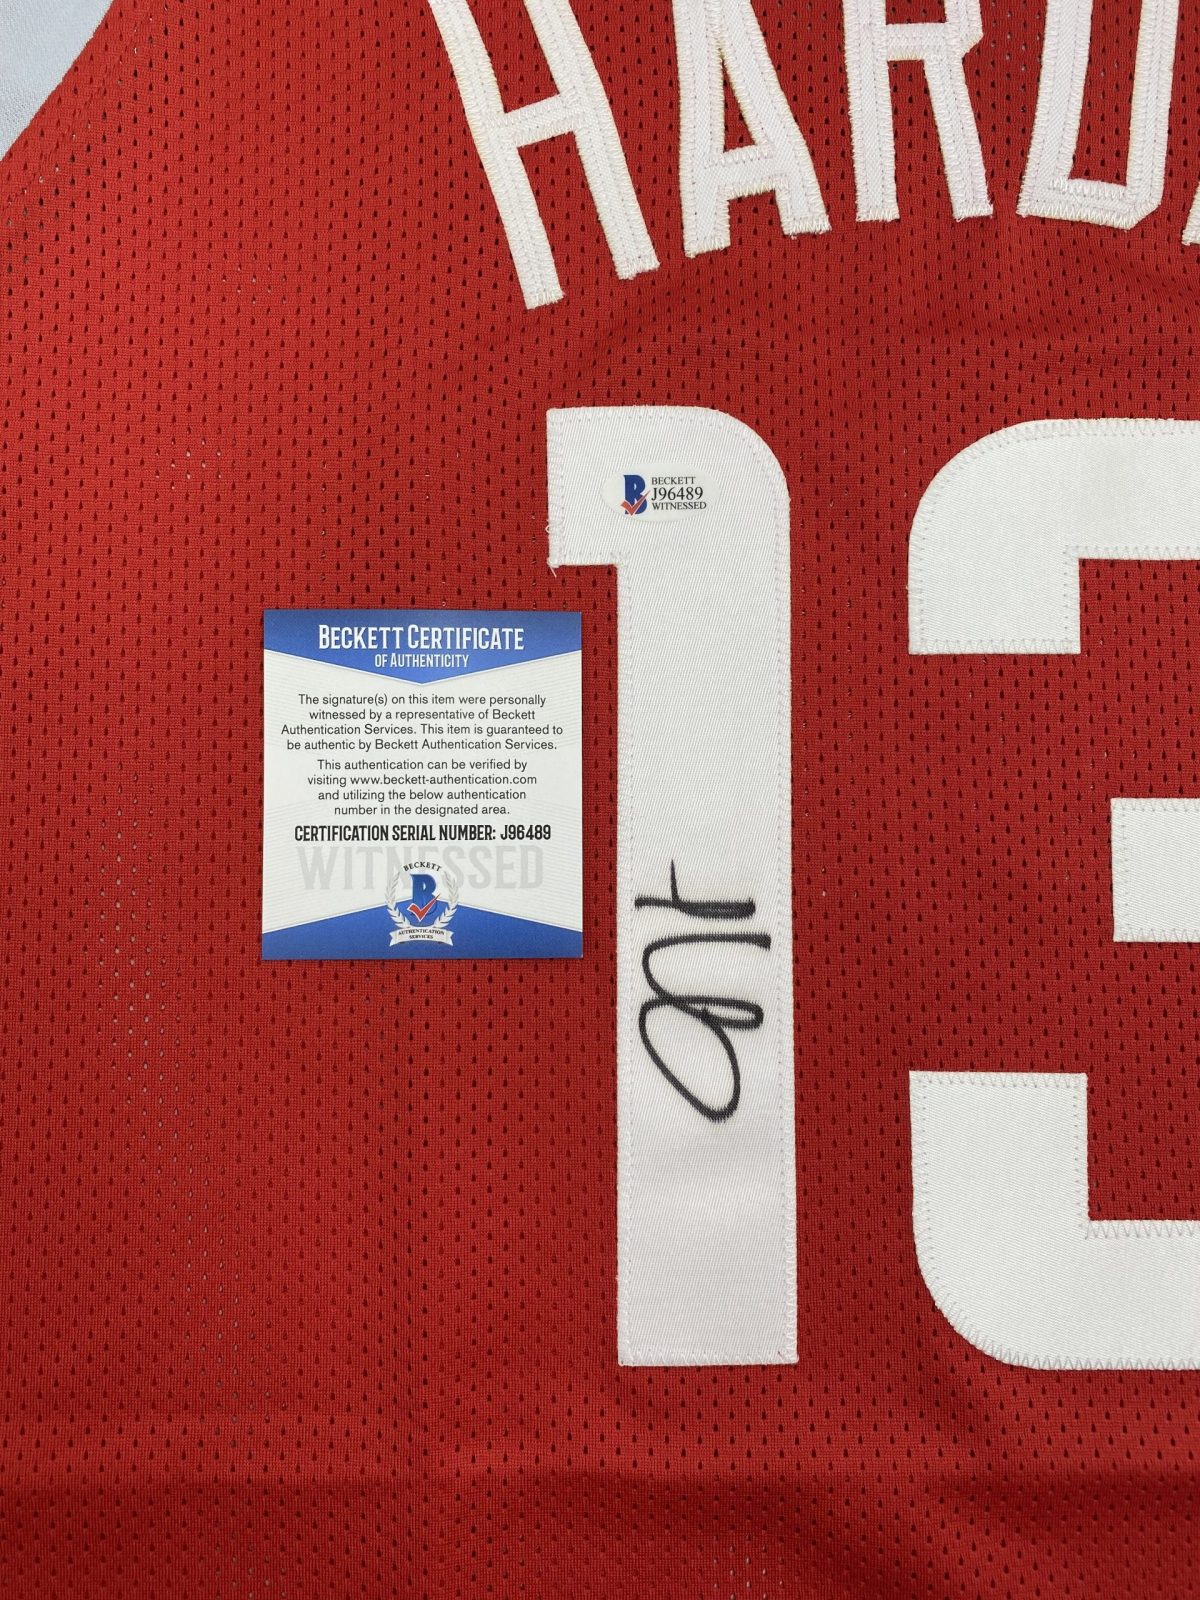 HARD
13
BECKETT
J96489
WITNESSED
BECKETT CERTIFICATE
OF AUTHENTICITY
The signature(s) on this item were personally
witnessed by a representative of Beckett
Authentication Services. This item is guaranteed to
be authentic by Beckett Authentication Services.
This authentication can be verified by
visiting www.beckett-authentication.com
and utilizing the below authentication
number in the designated area.
CERTIFICATION SERIAL NUMBER: J96489
WITNESSED
BECKETT
B
AUTHENTICATION
SERVICES